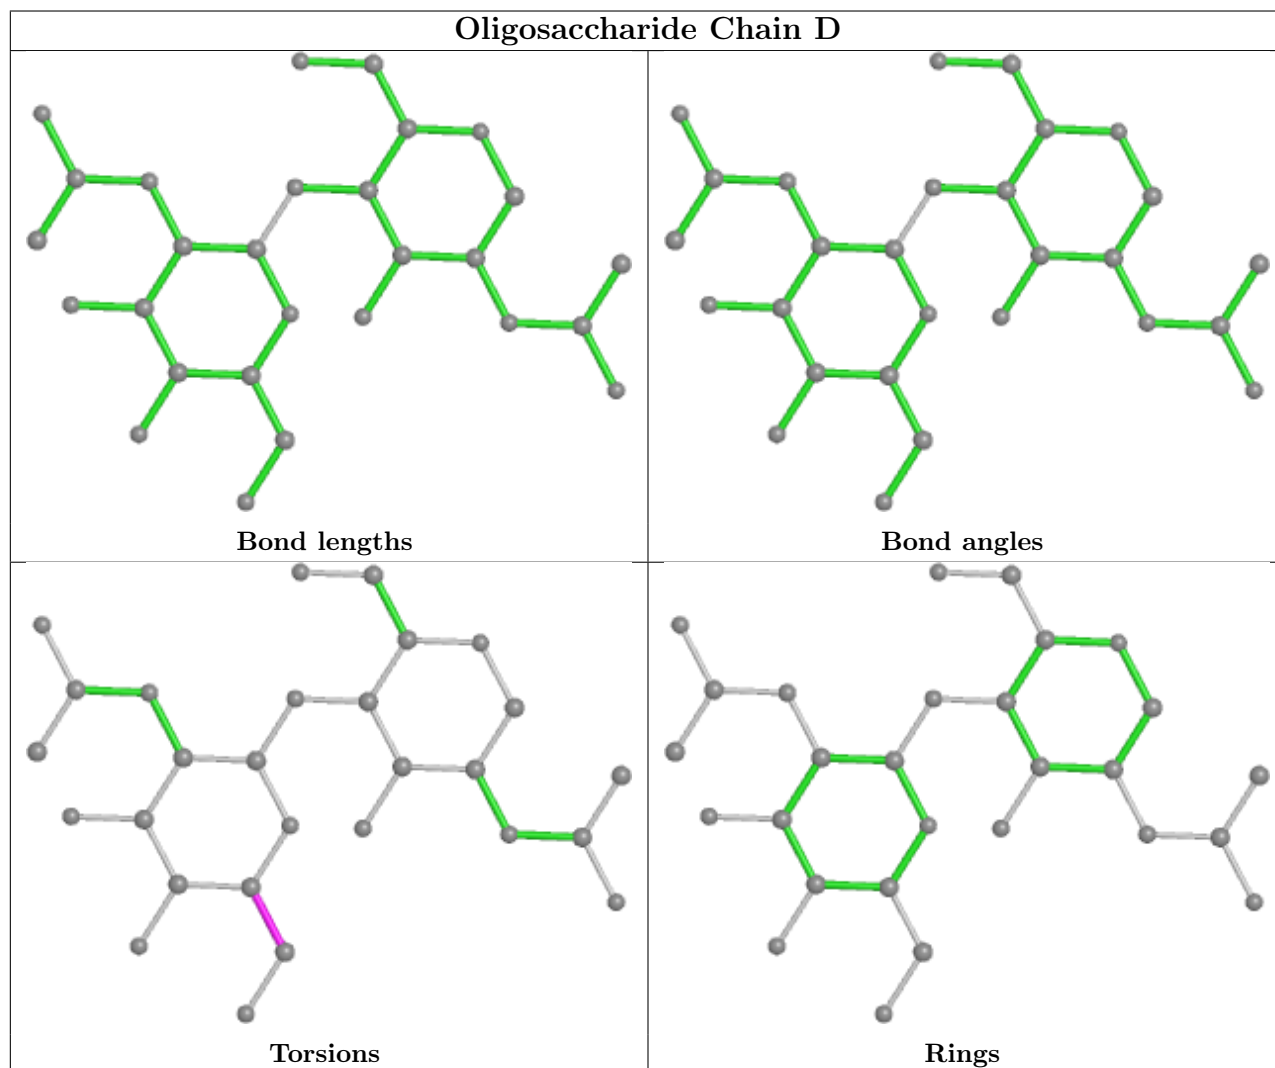 Oligosaccharide Chain D
Bond lengths
Bond angles
Torsions
Rings